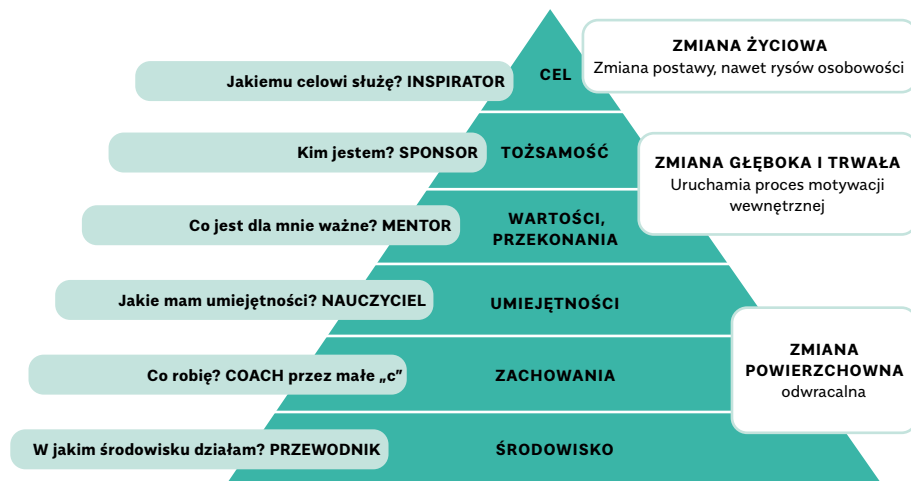 ZMIANA ŻYCIOWA
Zmiana postawy, nawet rysów osobowości
Jakiemu celowi służę? INSPIRATOR
CEL
Kim jestem? SPONSOR
TOŻSAMOŚĆ
ZMIANA GŁĘBOKA I TRWAŁA
Uruchamia proces motywacji
wewnętrznej
Co jest dla mnie ważne? MENTOR
WARTOŚCI,
PRZEKONANIA
Jakie mam umiejętności? NAUCZYCIEL
UMIEJĘTNOŚCI
ZMIANA
POWIERZCHOWNA
odwracalna
Co robię? COACH przez małe „c”
ZACHOWANIA
W jakim środowisku działam? PRZEWODNIK
ŚRODOWISKO